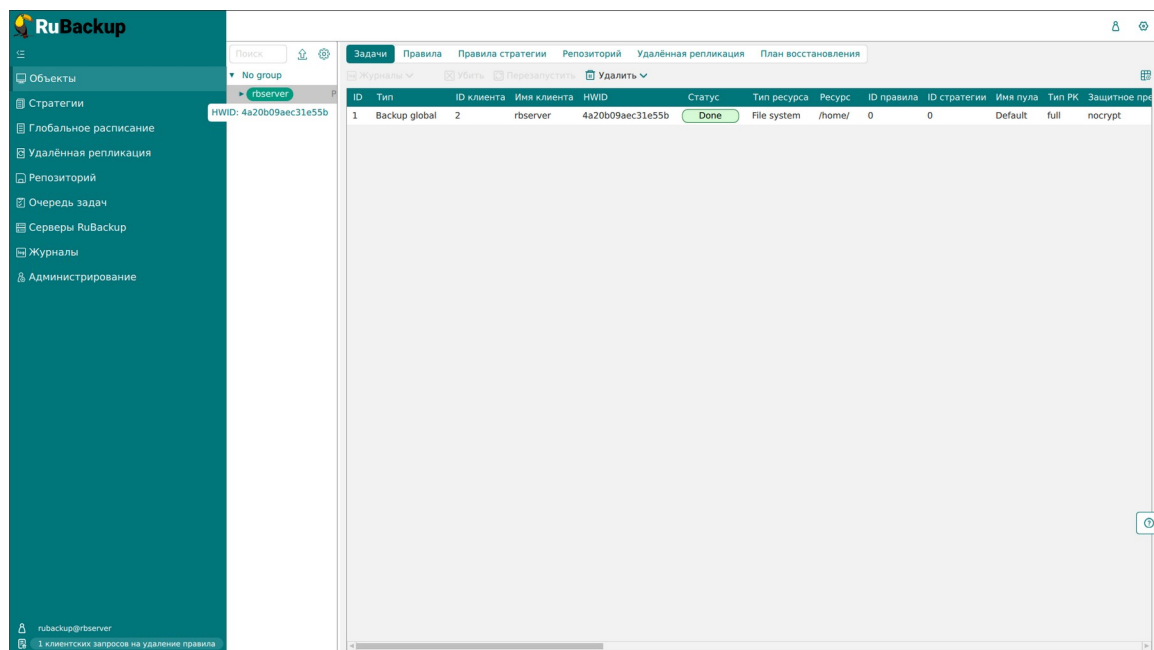 RuBackup
Объекты
Стратегии
Глобальное расписание
Удалённая репликация
Репозиторий
Очередь задач
Серверы RuBackup
Журналы
Администрирование
rubackup@rbserver
1 клиентских запросов на удаление правила
Поиск
No group
rbserver P
HWID: 4a20b09aec31e55b
Задачи Правила Правила стратегии Репозиторий Удалённая репликация План восстановления
Журналы Убить Перезапустить Удалить
ID Тип ID клиента Имя клиента HWID Статус Тип ресурса Ресурс ID правила ID стратегии Имя пула Тип РК Защитное пре
1 Backup global 2 rbserver 4a20b09aec31e55b Done File system /home/ 0 0 Default full nocrypt